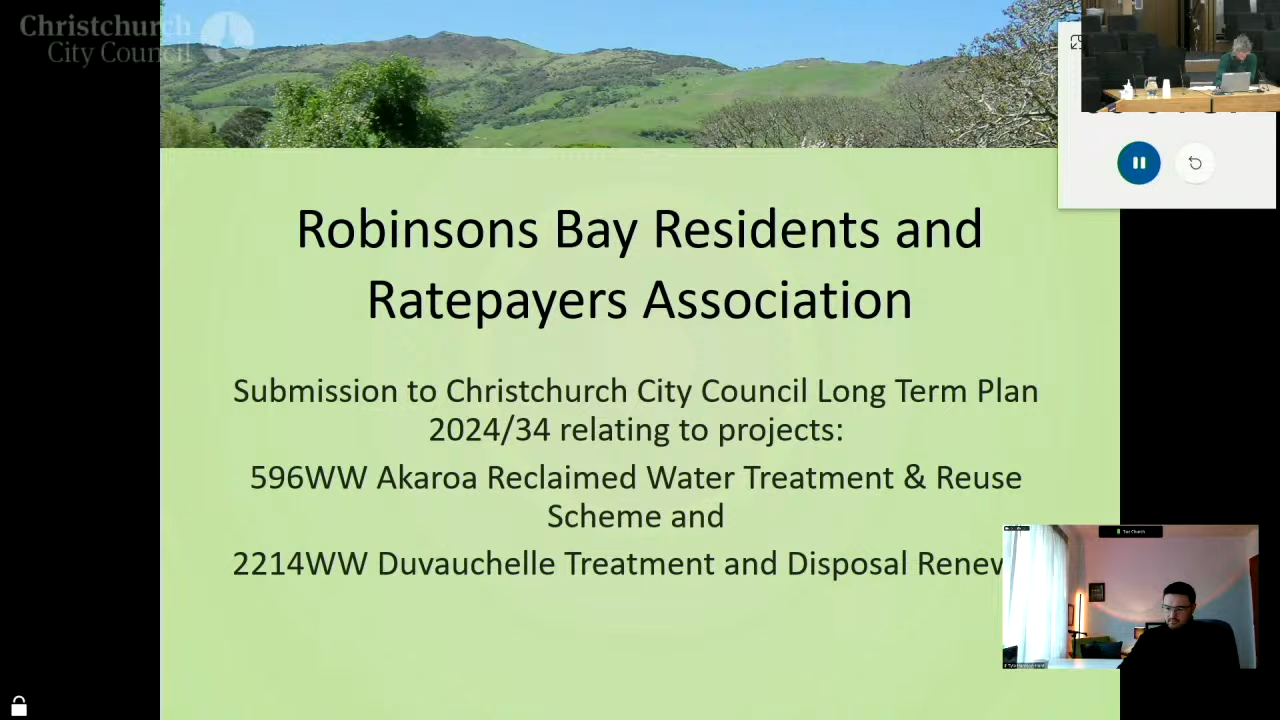 Christchurch
City Council
Robinsons Bay Residents and
Ratepayers Association
Submission to Christchurch City Council Long Term Plan
2024/34 relating to projects:
596WW Akaroa Reclaimed Water Treatment & Reuse
Scheme and
2214WW Duvauchelle Treatment and Disposal Renew